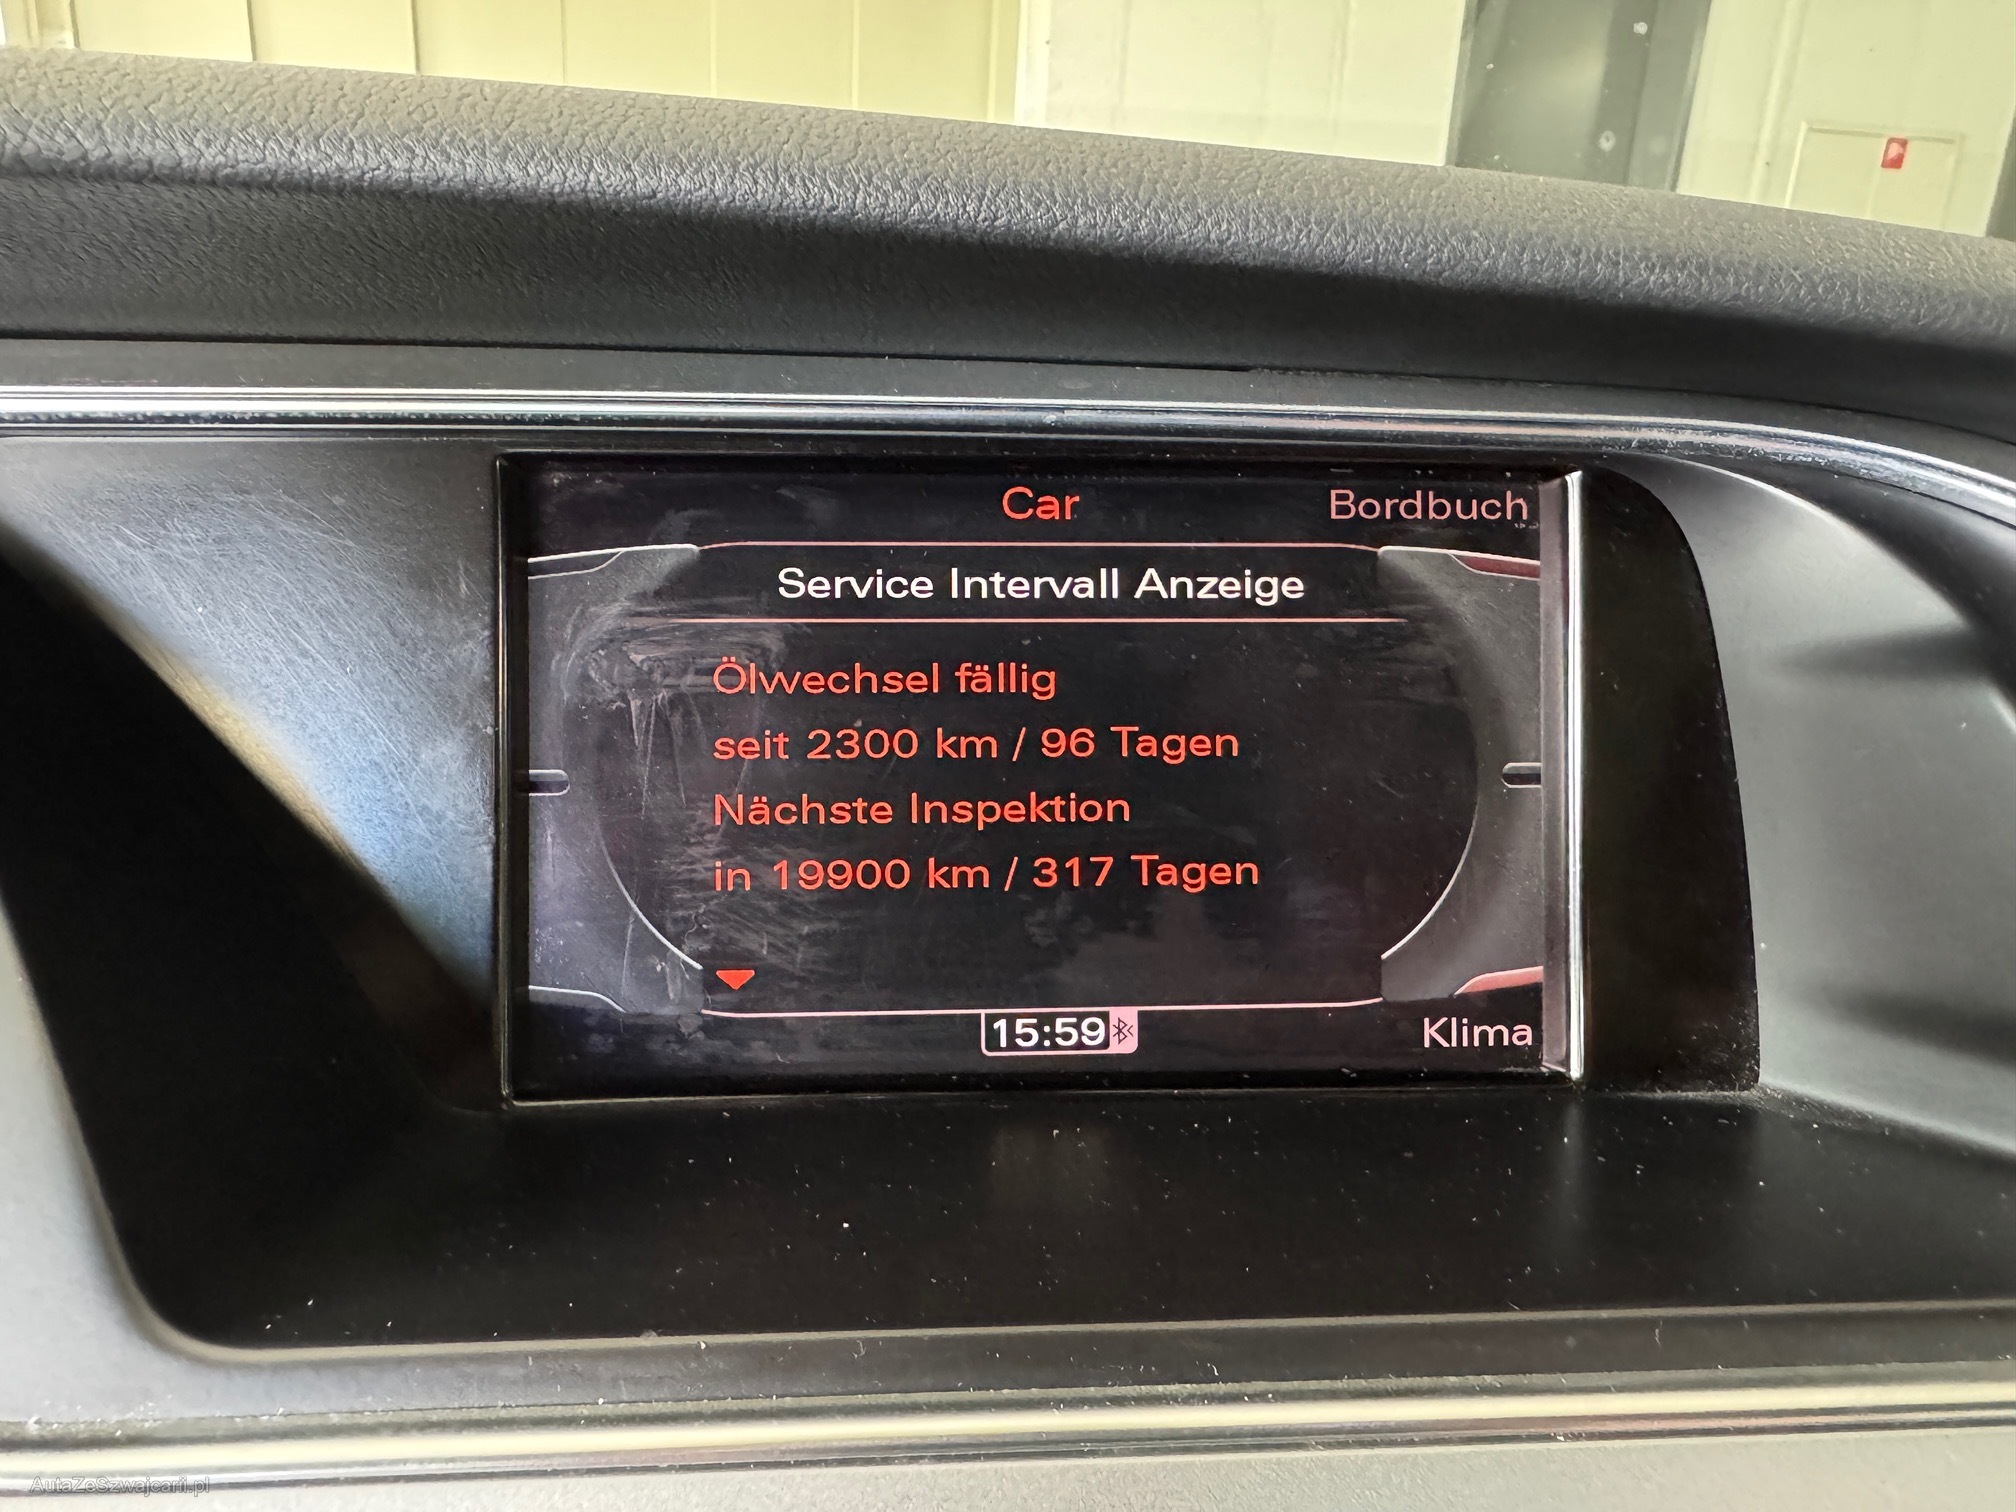 Car
Bordbuch
Service Intervall Anzeige
Ölwechsel fällig
seit 2300 km / 96 Tagen
Nächste Inspektion
in 19900 km / 317 Tagen
15:59
Klima
AutaZeSzwajcarii.pl